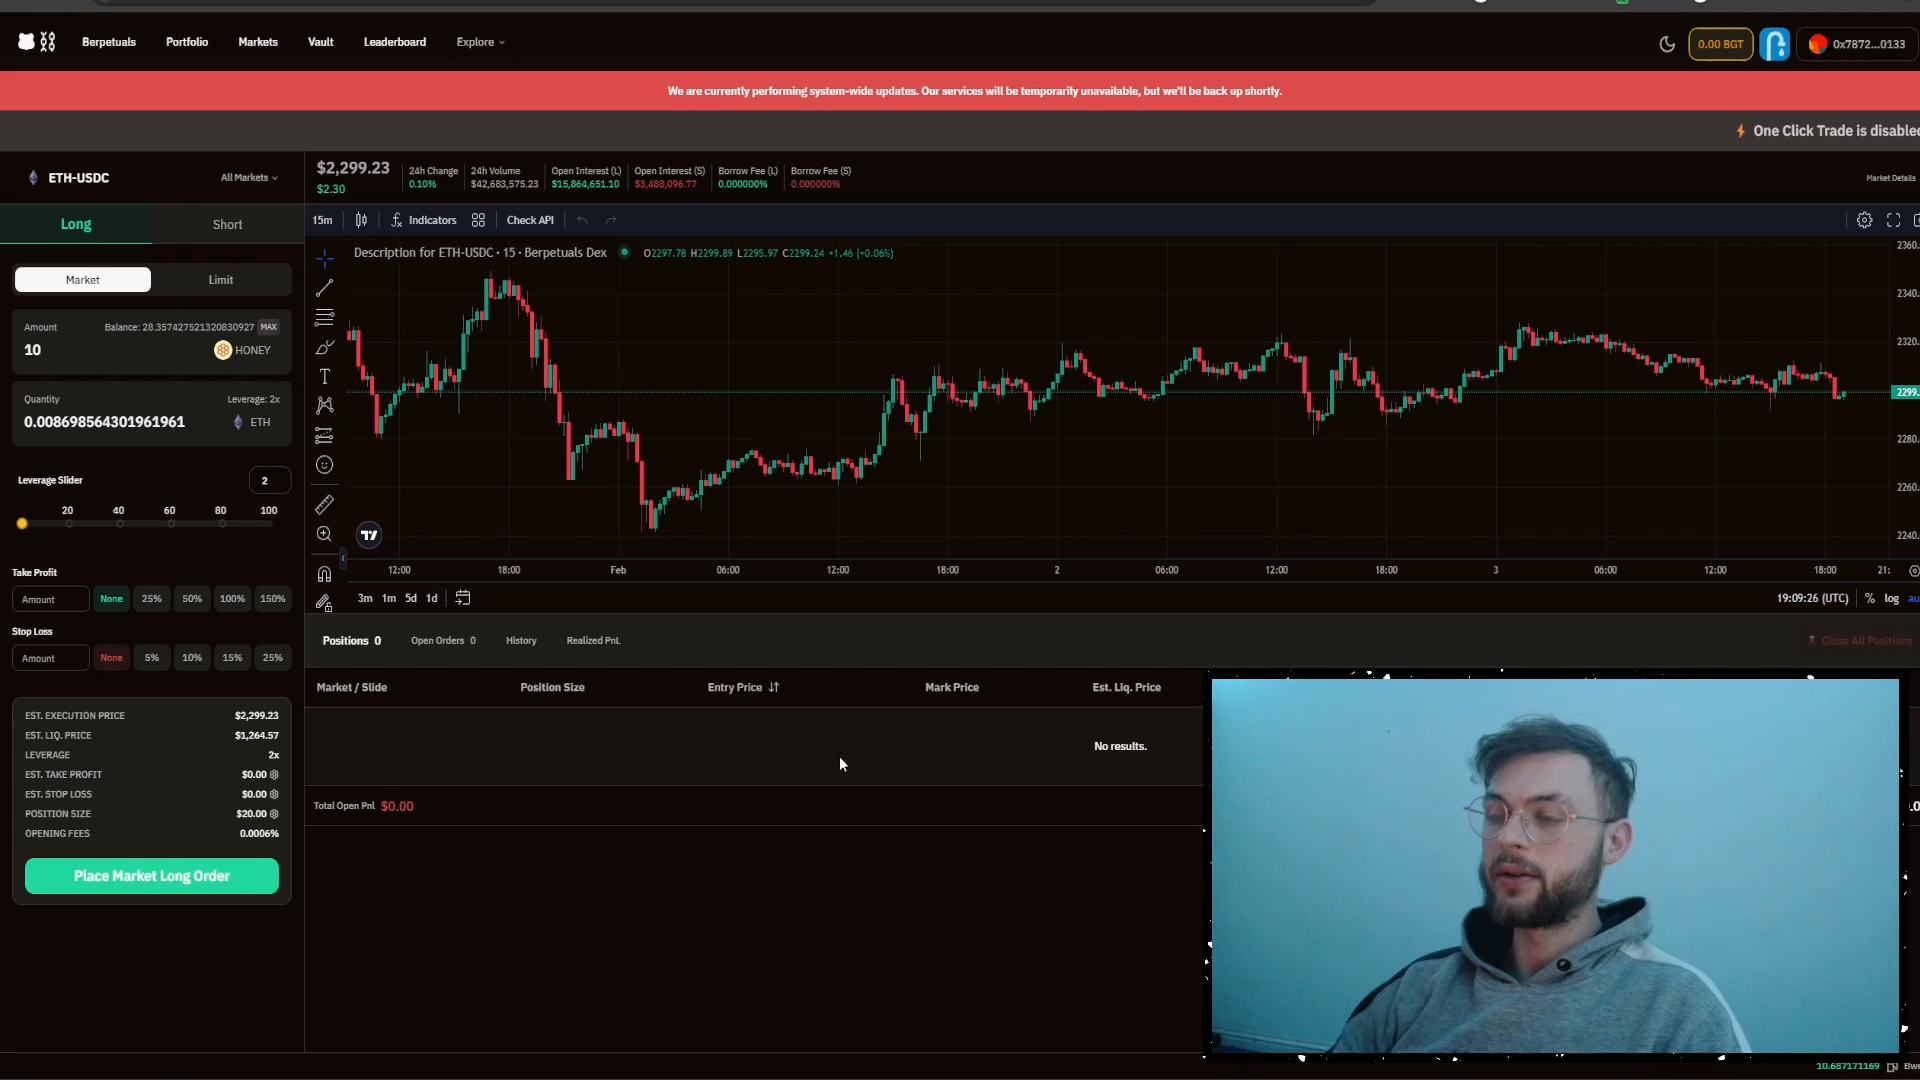 Berpetuals Portfolio Markets Vault Leaderboard Explore 0.00 BGT 0x7872...0133
We are currently performing system-wide updates. Our services will be temporarily unavailable, but we'll be back up shortly.
One Click Trade is disabled
ETH-USDC All Markets
$2,299.23
$2.30
24h Change
0.10%
24h Volume
$42,683,575.23
Open Interest (L)
$15,864,651.10
Open Interest (S)
$3,488,096.77
Borrow Fee (L)
0.000000%
Borrow Fee (S)
0.000000%
Market Details
Long Short
Market Limit
Amount Balance: 28.357427521320830927 MAX
10 HONEY
Quantity Leverage: 2x
0.008698564301961961 ETH
Leverage Slider 2
20 40 60 80 100
Take Profit
Amount None 25% 50% 100% 150%
Stop Loss
Amount None 5% 10% 15% 25%
EST. EXECUTION PRICE $2,299.23
EST. LIQ. PRICE $1,264.57
LEVERAGE 2x
EST. TAKE PROFIT $0.00
EST. STOP LOSS $0.00
POSITION SIZE $20.00
OPENING FEES 0.0006%
Place Market Long Order
15m Indicators Check API
Description for ETH-USDC · 15 · Berpetuals Dex O2297.78 H2299.89 L2295.97 C2299.24 +1.46 (+0.06%)
2360.
2340.
2320.
2299.
2280.
2260.
2240.
12:00 18:00 Feb 06:00 12:00 18:00 2 06:00 12:00 18:00 3 06:00 12:00 18:00 21:
3m 1m 5d 1d 19:09:26 (UTC) % log au
Positions 0 Open Orders 0 History Realized PnL Close All Positions
Market / Slide Position Size Entry Price Mark Price Est. Liq. Price
No results.
Total Open Pnl $0.00
10.687171169